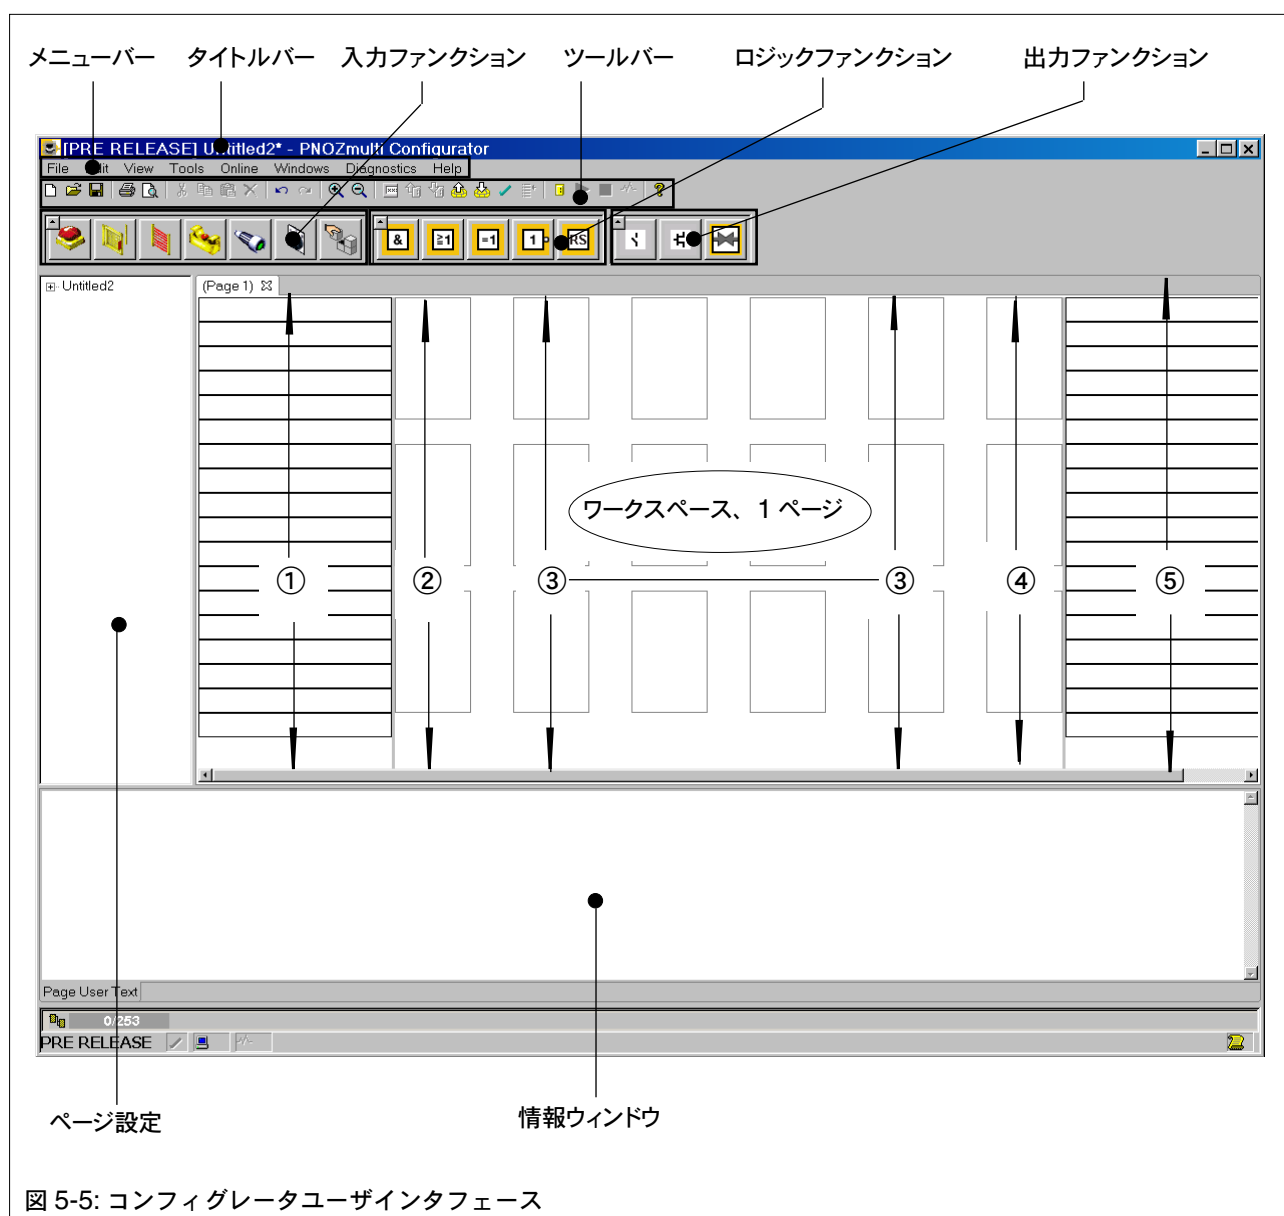 メニューバー タイトルバー 入力ファンクション ツールバー ロジックファンクション 出力ファンクション
[PRE RELEASE] Untitled2* - PNOZmulti Configurator
File Edit View Tools Online Windows Diagnostics Help
& ≧1 =1 1 RS
Untitled2
(Page 1)
ワークスペース、1 ページ
① ② ③ ③ ④ ⑤
Page User Text
0/253
PRE RELEASE
ページ設定 情報ウィンドウ
図 5-5: コンフィグレータユーザインタフェース